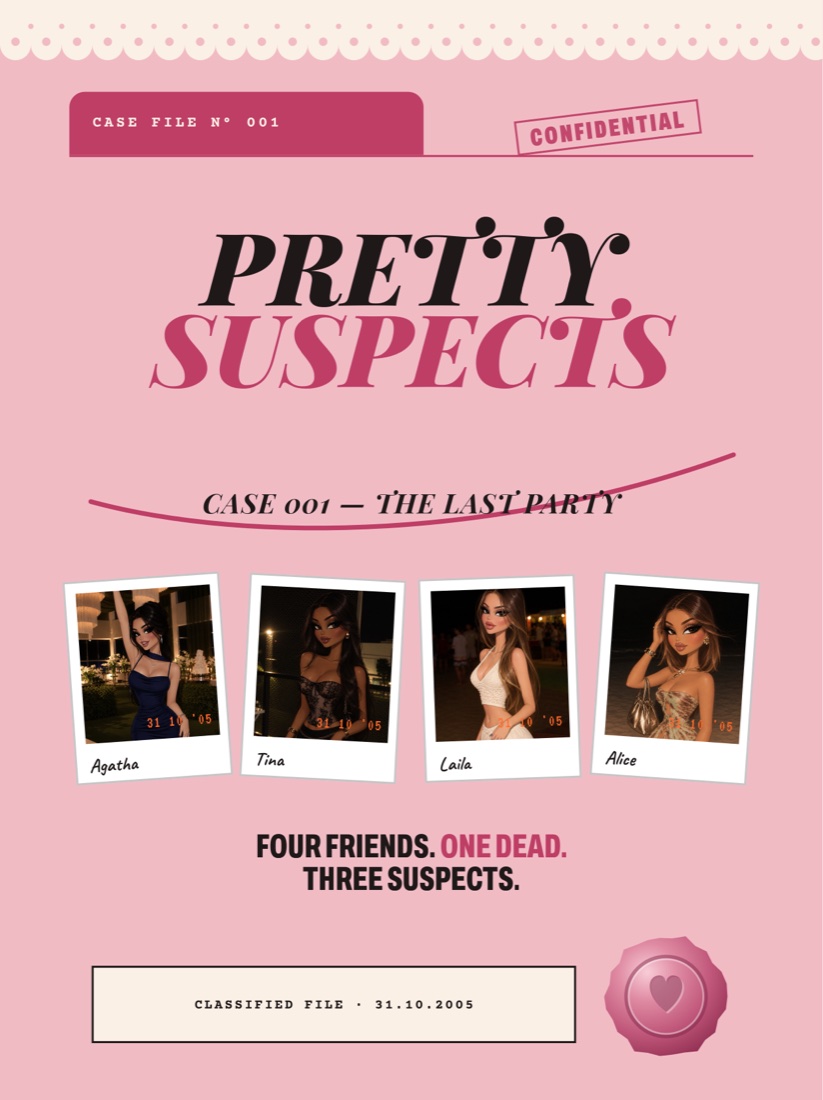 CASE FILE Nº 001
CONFIDENTIAL
PRETTY
SUSPECTS
CASE 001 — THE LAST PARTY
31 10 '05
31 10 '05
31 10 '05
31 10 '05
Agatha
Tina
Laila
Alice
FOUR FRIENDS. ONE DEAD.
THREE SUSPECTS.
CLASSIFIED FILE · 31.10.2005